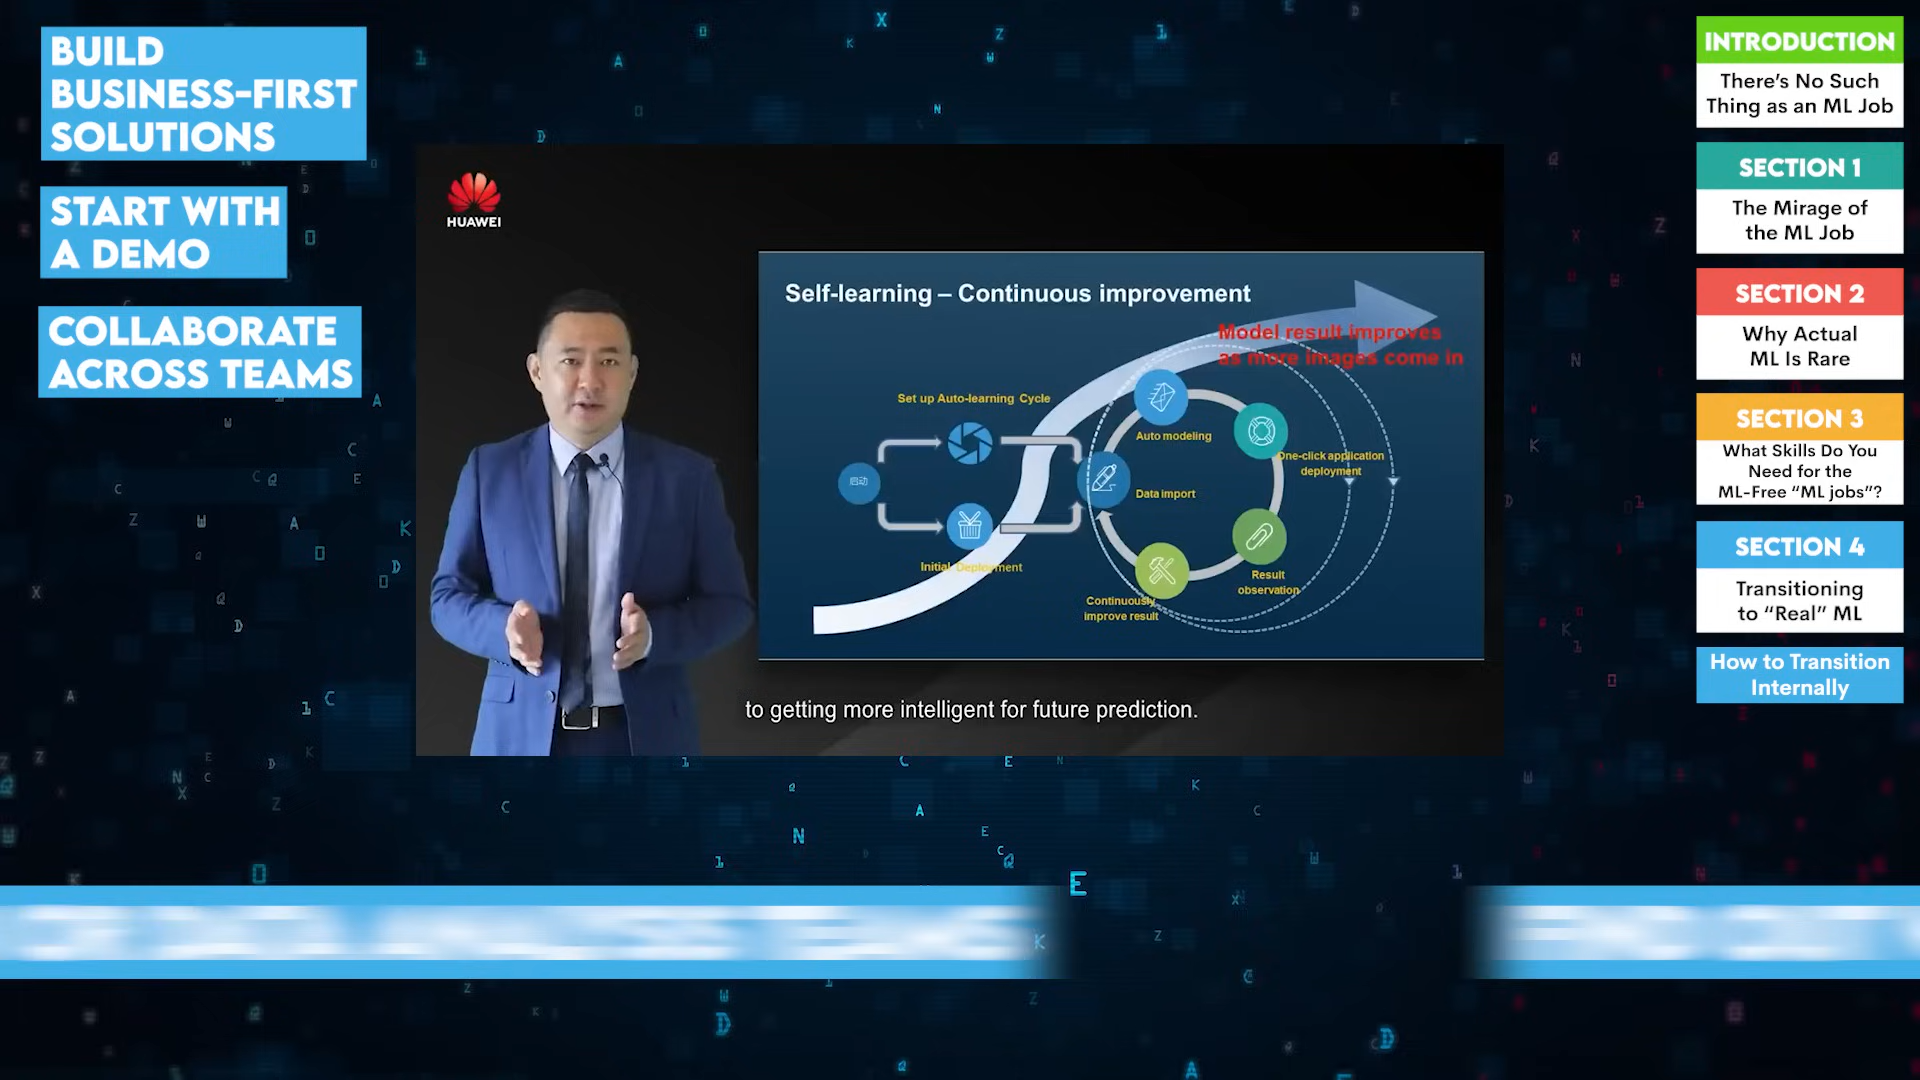 BUILD
BUSINESS-FIRST
SOLUTIONS
START WITH
A DEMO
COLLABORATE
ACROSS TEAMS
HUAWEI
Self-learning – Continuous improvement
Model result improves
as more images come in
Set up Auto-learning Cycle
启动
Initial Deployment
Auto modeling
One-click application
deployment
Data import
Result
observation
Continuously
improve result
to getting more intelligent for future prediction.
INTRODUCTION
There's No Such
Thing as an ML Job
SECTION 1
The Mirage of
the ML Job
SECTION 2
Why Actual
ML Is Rare
SECTION 3
What Skills Do You
Need for the
ML-Free “ML jobs”?
SECTION 4
Transitioning
to “Real” ML
How to Transition
Internally